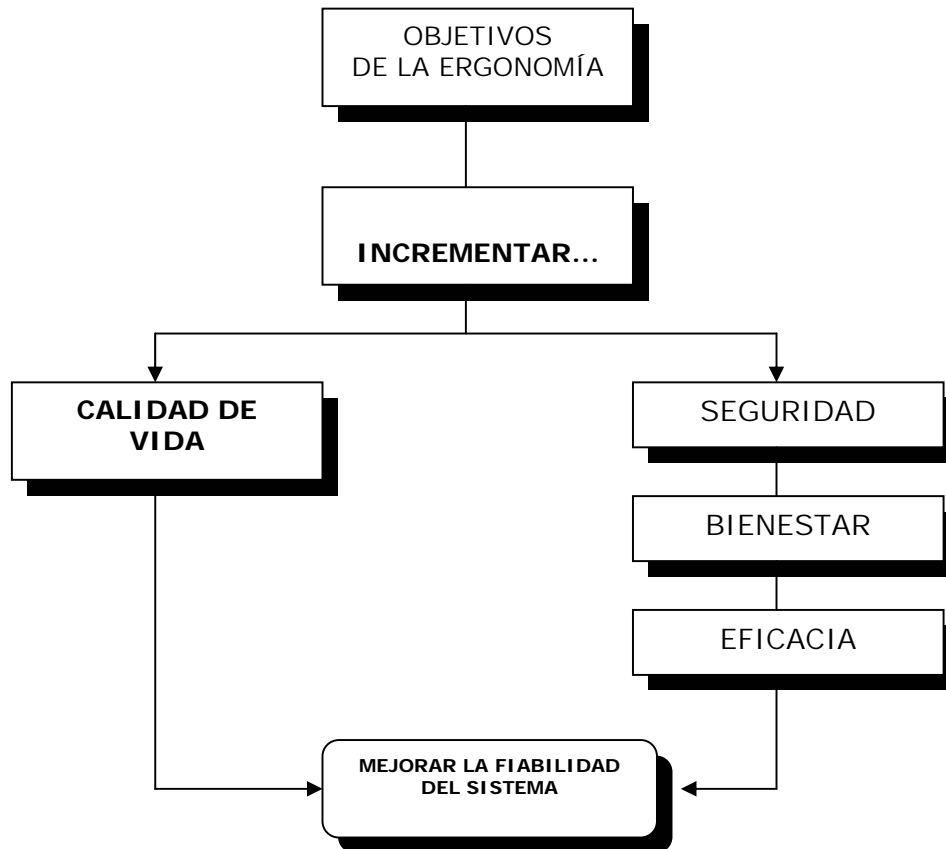 OBJETIVOS
DE LA ERGONOMÍA
INCREMENTAR...
CALIDAD DE
VIDA
SEGURIDAD
BIENESTAR
EFICACIA
MEJORAR LA FIABILIDAD
DEL SISTEMA